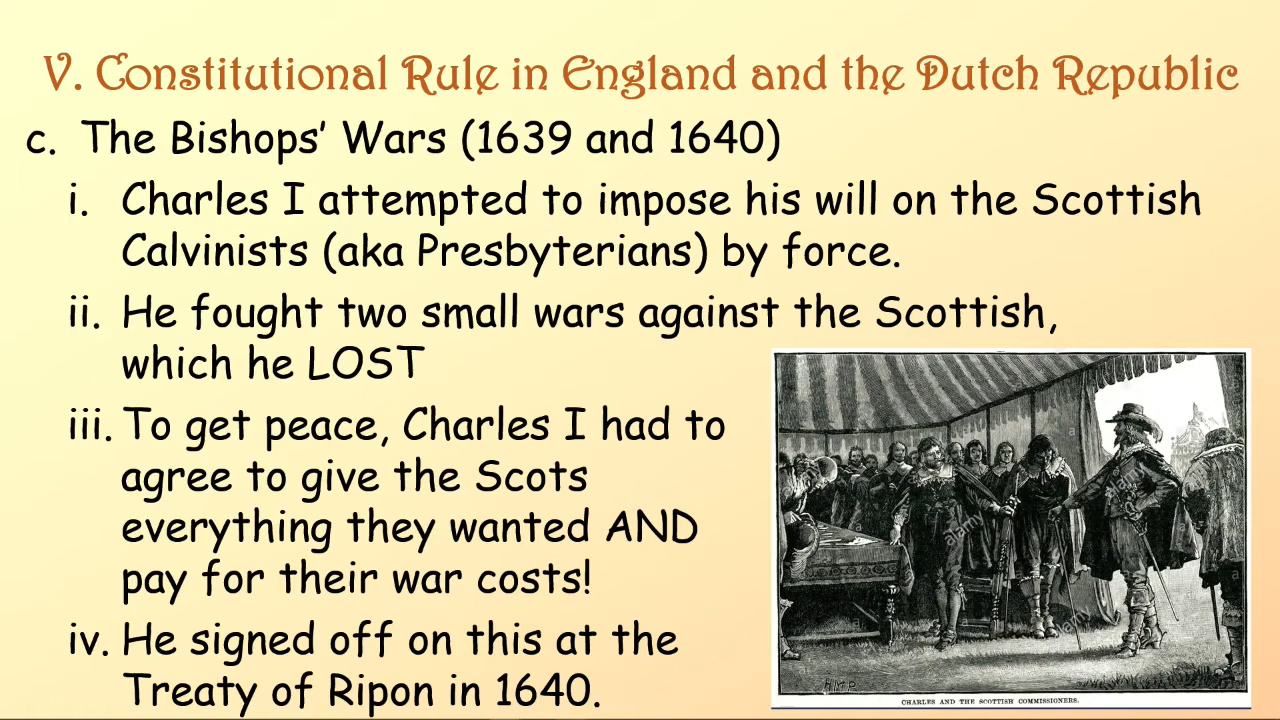 V. Constitutional Rule in England and the Dutch Republic
c. The Bishops’ Wars (1639 and 1640)
i. Charles I attempted to impose his will on the Scottish
Calvinists (aka Presbyterians) by force.
ii. He fought two small wars against the Scottish,
which he LOST
iii. To get peace, Charles I had to
agree to give the Scots
everything they wanted AND
pay for their war costs!
iv. He signed off on this at the
Treaty of Ripon in 1640.
a
alamy
alamy
a
alamy
a
H.M.P.
CHARLES AND THE SCOTTISH COMMISSIONERS.